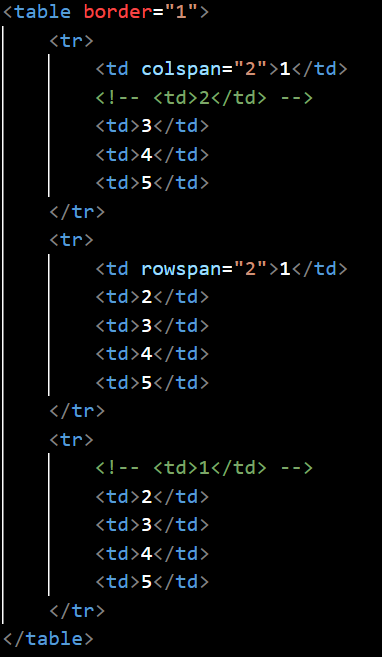 <table border="1">
    <tr>
        <td colspan="2">1</td>
        <!-- <td>2</td> -->
        <td>3</td>
        <td>4</td>
        <td>5</td>
    </tr>
    <tr>
        <td rowspan="2">1</td>
        <td>2</td>
        <td>3</td>
        <td>4</td>
        <td>5</td>
    </tr>
    <tr>
        <!-- <td>1</td> -->
        <td>2</td>
        <td>3</td>
        <td>4</td>
        <td>5</td>
    </tr>
</table>